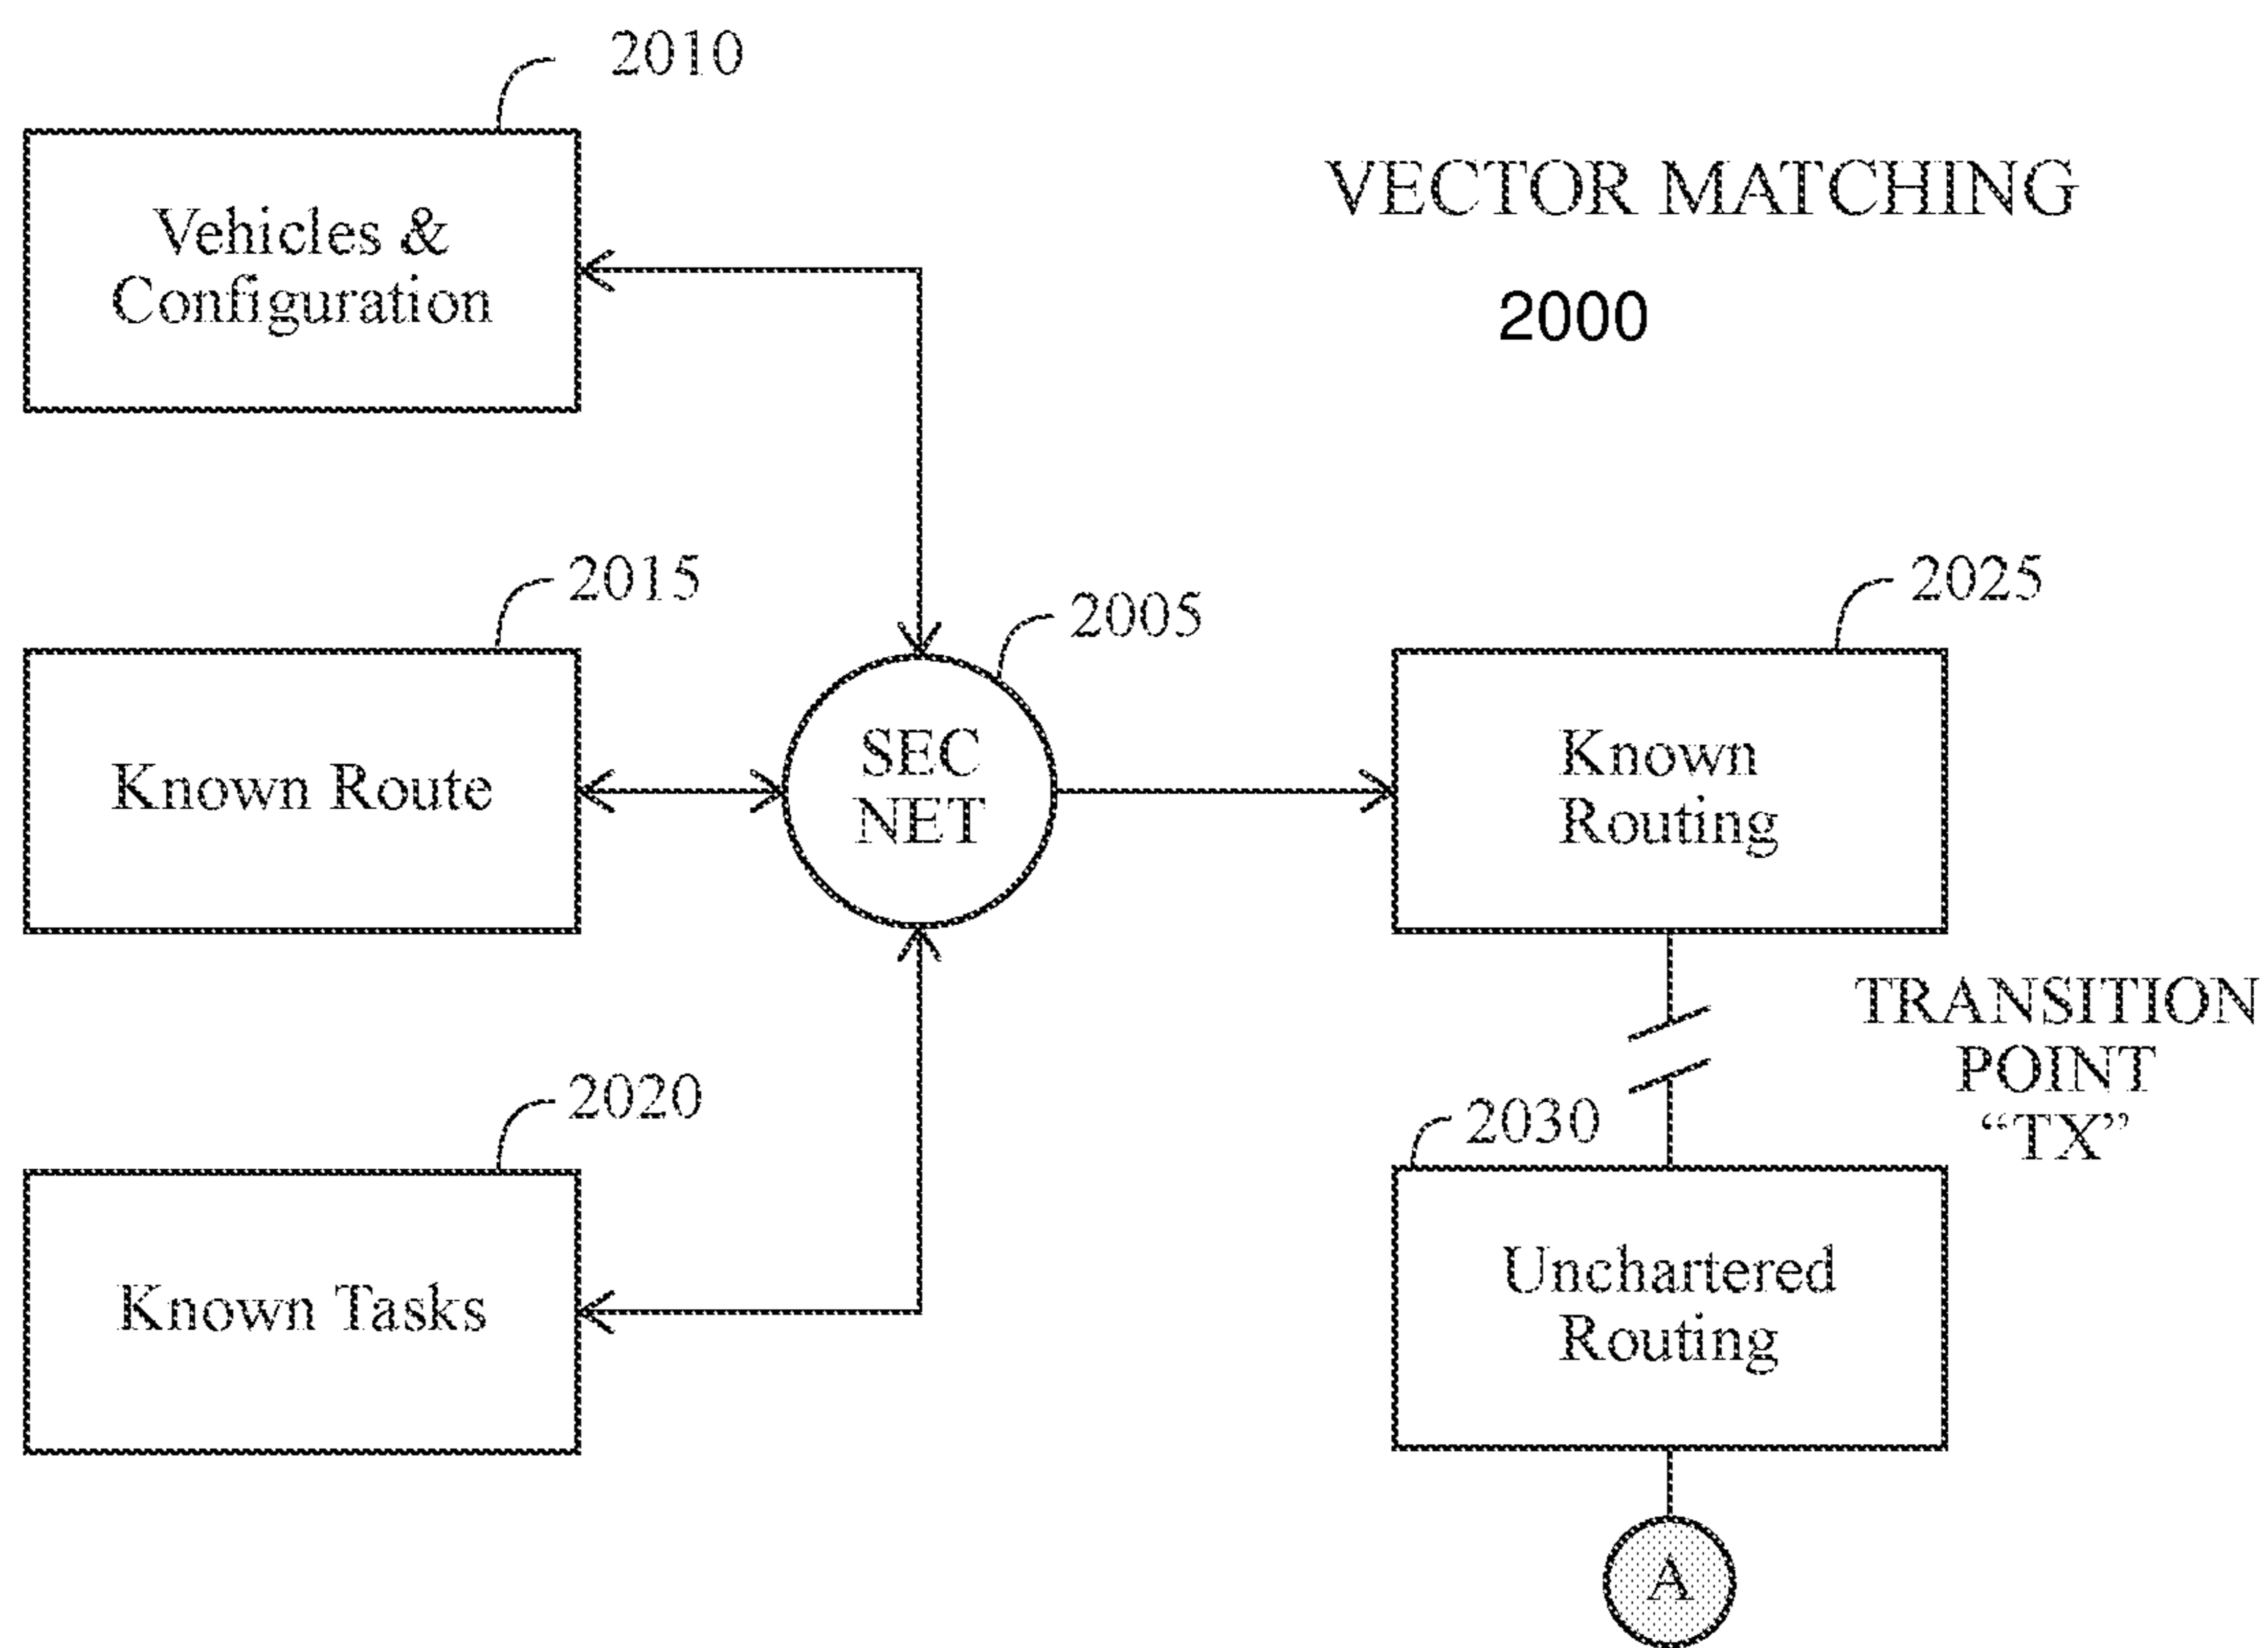 2010
Vehicles &
Configuration
VECTOR MATCHING
2000
2015
Known Route
2005
SEC
NET
2025
Known
Routing
TRANSITION
POINT
“TX”
2020
Known Tasks
2030
Unchartered
Routing
A